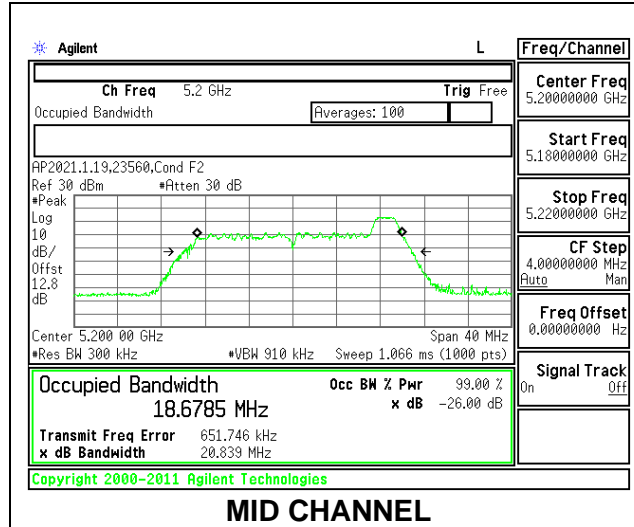 Agilent L Freq/Channel
Ch Freq 5.2 GHz Trig Free
Occupied Bandwidth Averages: 100
Center Freq
5.20000000 GHz
Start Freq
5.18000000 GHz
Stop Freq
5.22000000 GHz
CF Step
4.00000000 MHz
Auto Man
Freq Offset
0.00000000 Hz
Signal Track
On Off
AP2021.1.19,23560,Cond F2
Ref 30 dBm #Atten 30 dB
#Peak
Log
10
dB/
Offst
12.8
dB
Center 5.200 00 GHz Span 40 MHz
#Res BW 300 kHz #VBW 910 kHz Sweep 1.066 ms (1000 pts)
Occupied Bandwidth Occ BW % Pwr 99.00 %
18.6785 MHz x dB -26.00 dB
Transmit Freq Error 651.746 kHz
x dB Bandwidth 20.839 MHz
Copyright 2000-2011 Agilent Technologies
MID CHANNEL